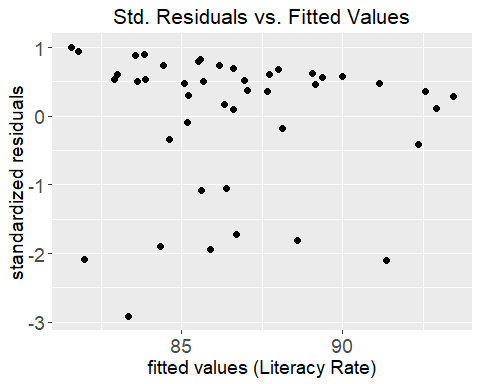 Std. Residuals vs. Fitted Values
standardized residuals
1
0
-1
-2
-3
85
90
fitted values (Literacy Rate)